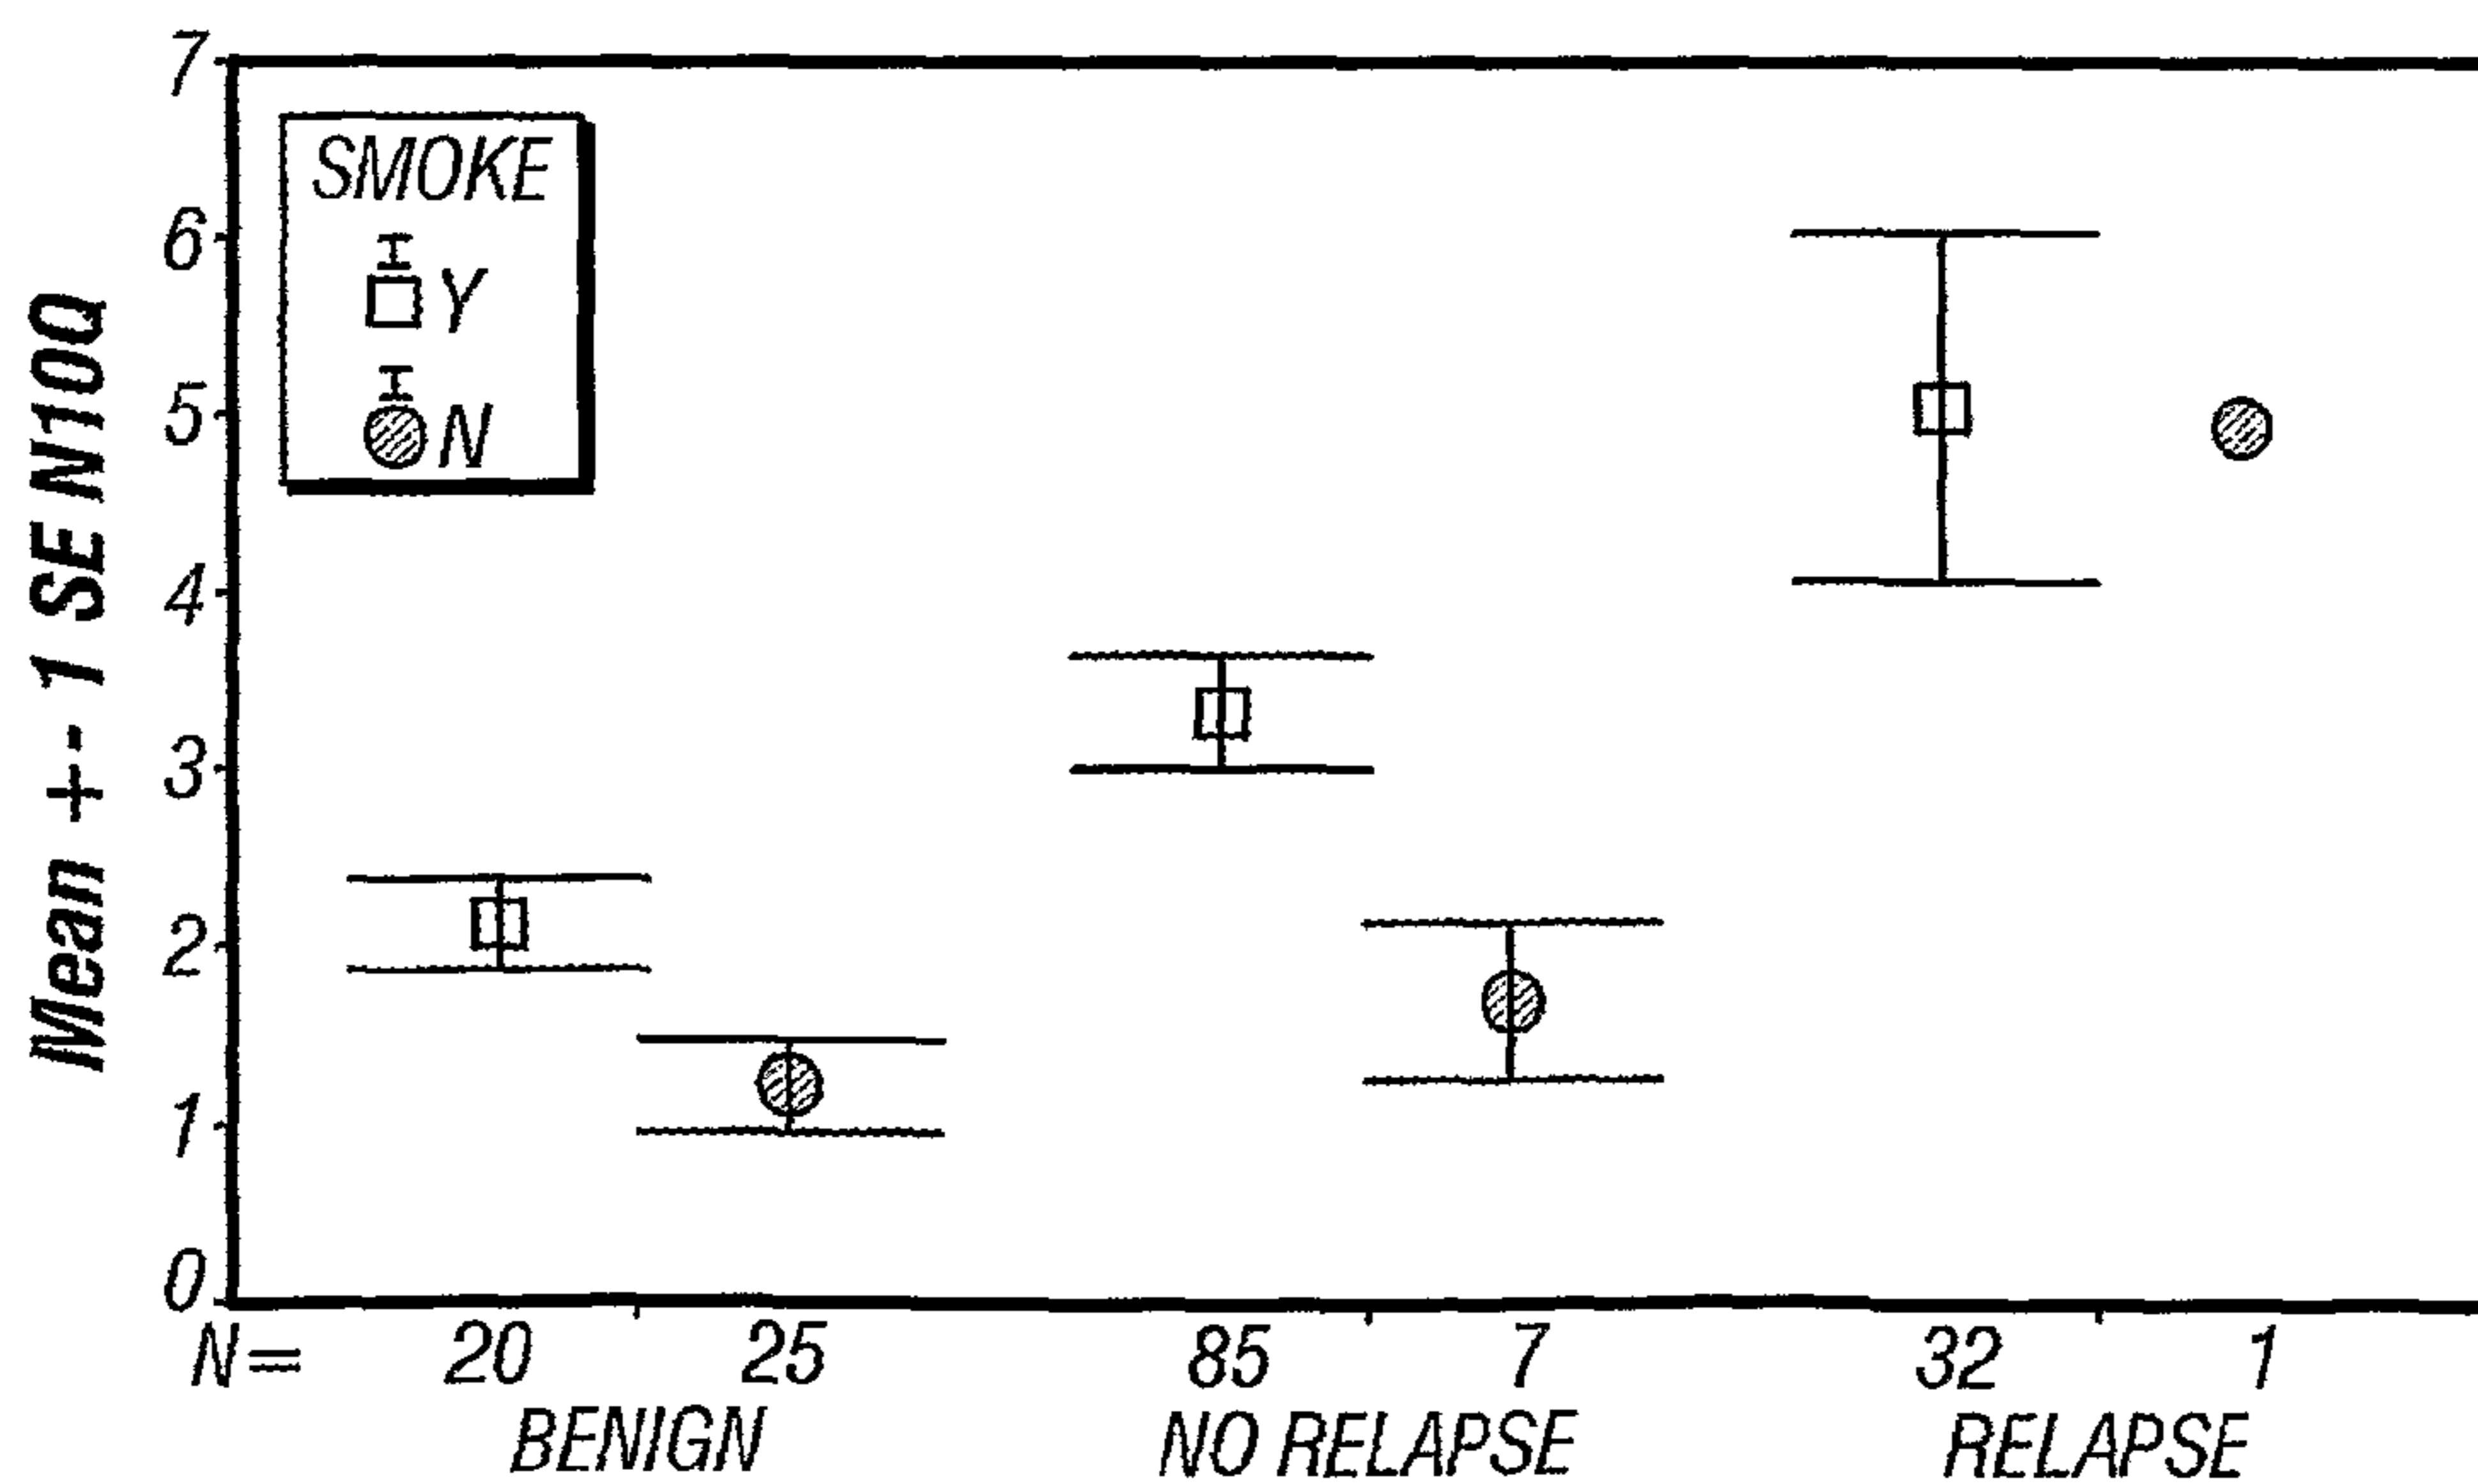 Mean +- 1 SE N10Q
7
6
5
4
3
2
1
0
SMOKE
Y
N
N= 20 25 85 7 32 1
BENIGN NO RELAPSE RELAPSE